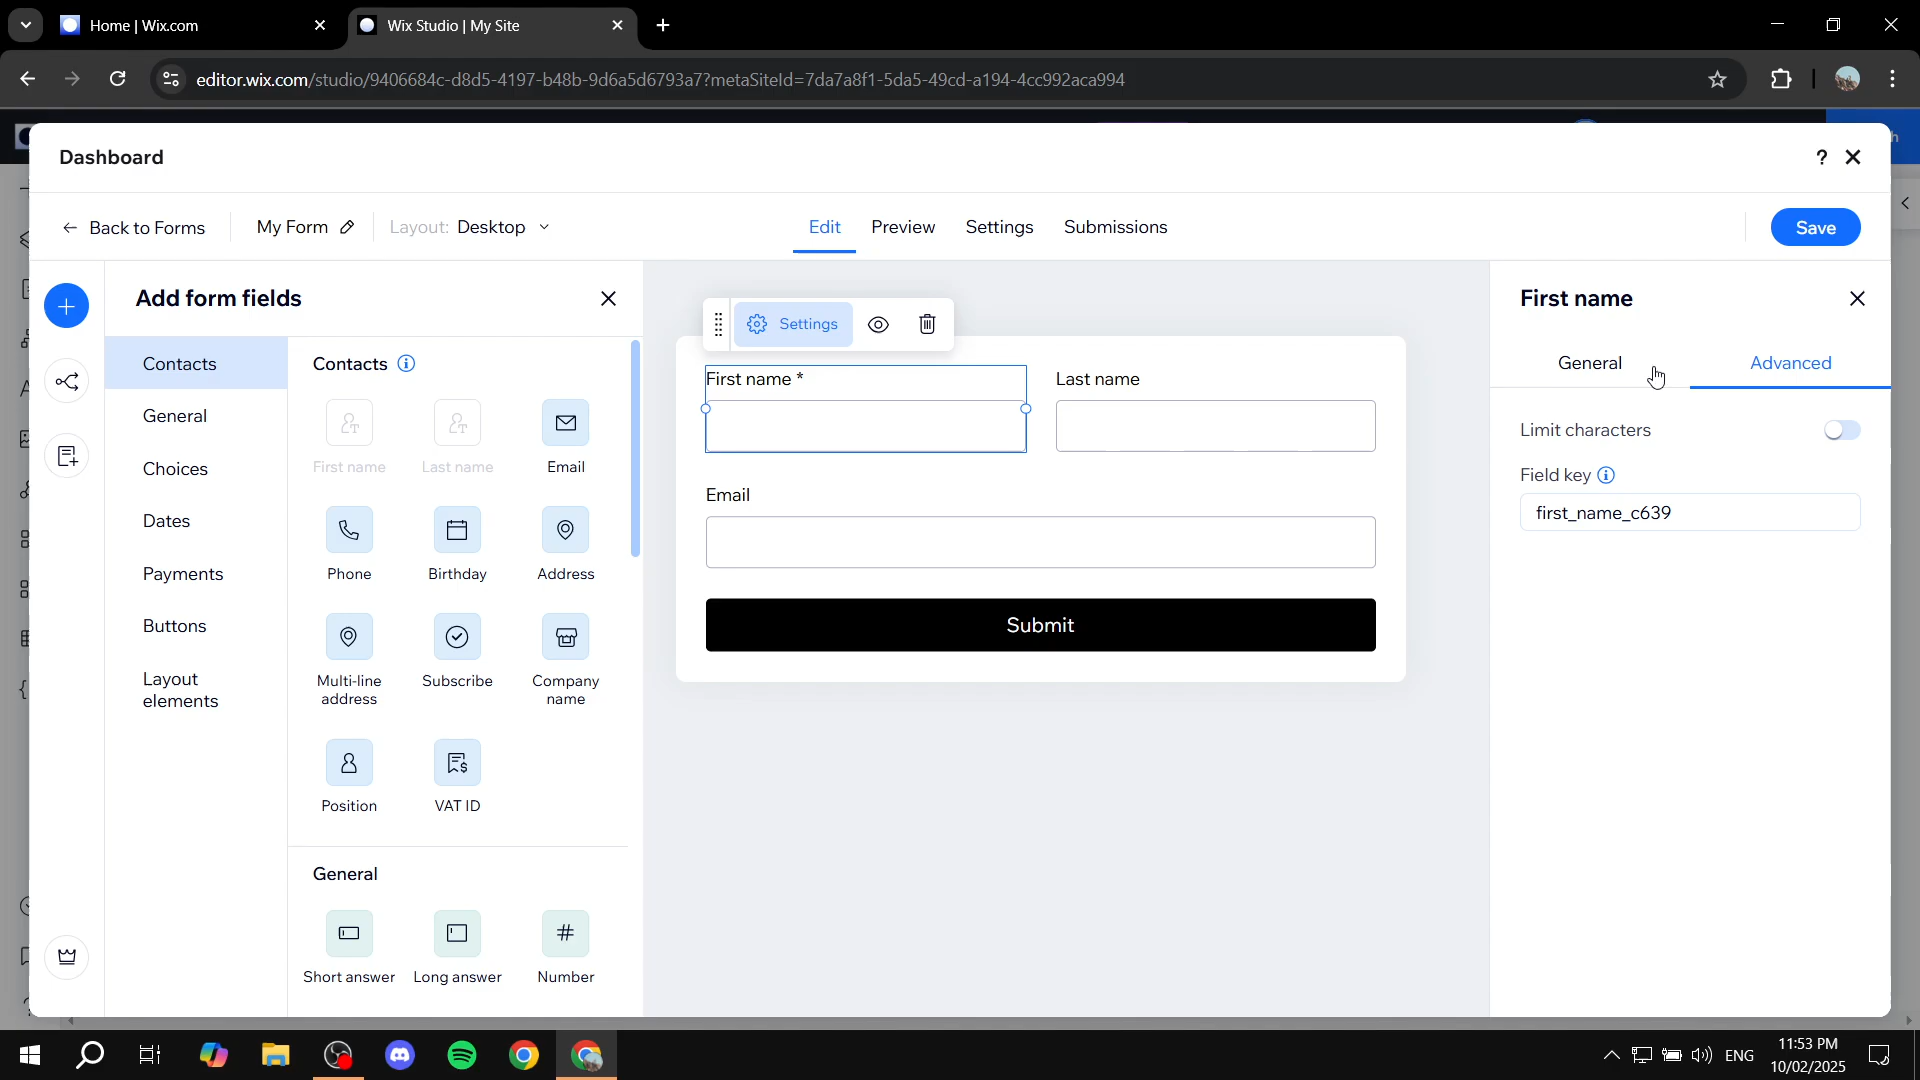 Home | Wix.com
Wix Studio | My Site
editor.wix.com/studio/9406684c-d8d5-4197-b48b-9d6a5d6793a7?metaSiteId=7da7a8f1-5da5-49cd-a194-4cc992aca994
Dashboard
?
Back to Forms
My Form
Layout: Desktop
Edit
Preview
Settings
Submissions
Save
Add form fields
Contacts
General
Choices
Dates
Payments
Buttons
Layout
elements
Contacts
First name
Last name
Email
Phone
Birthday
Address
Multi-line
address
Subscribe
Company
name
Position
VAT ID
General
Short answer
Long answer
Number
Settings
First name *
Last name
Email
Submit
First name
General
Advanced
Limit characters
Field key
first_name_c639
ENG
11:53 PM
10/02/2025